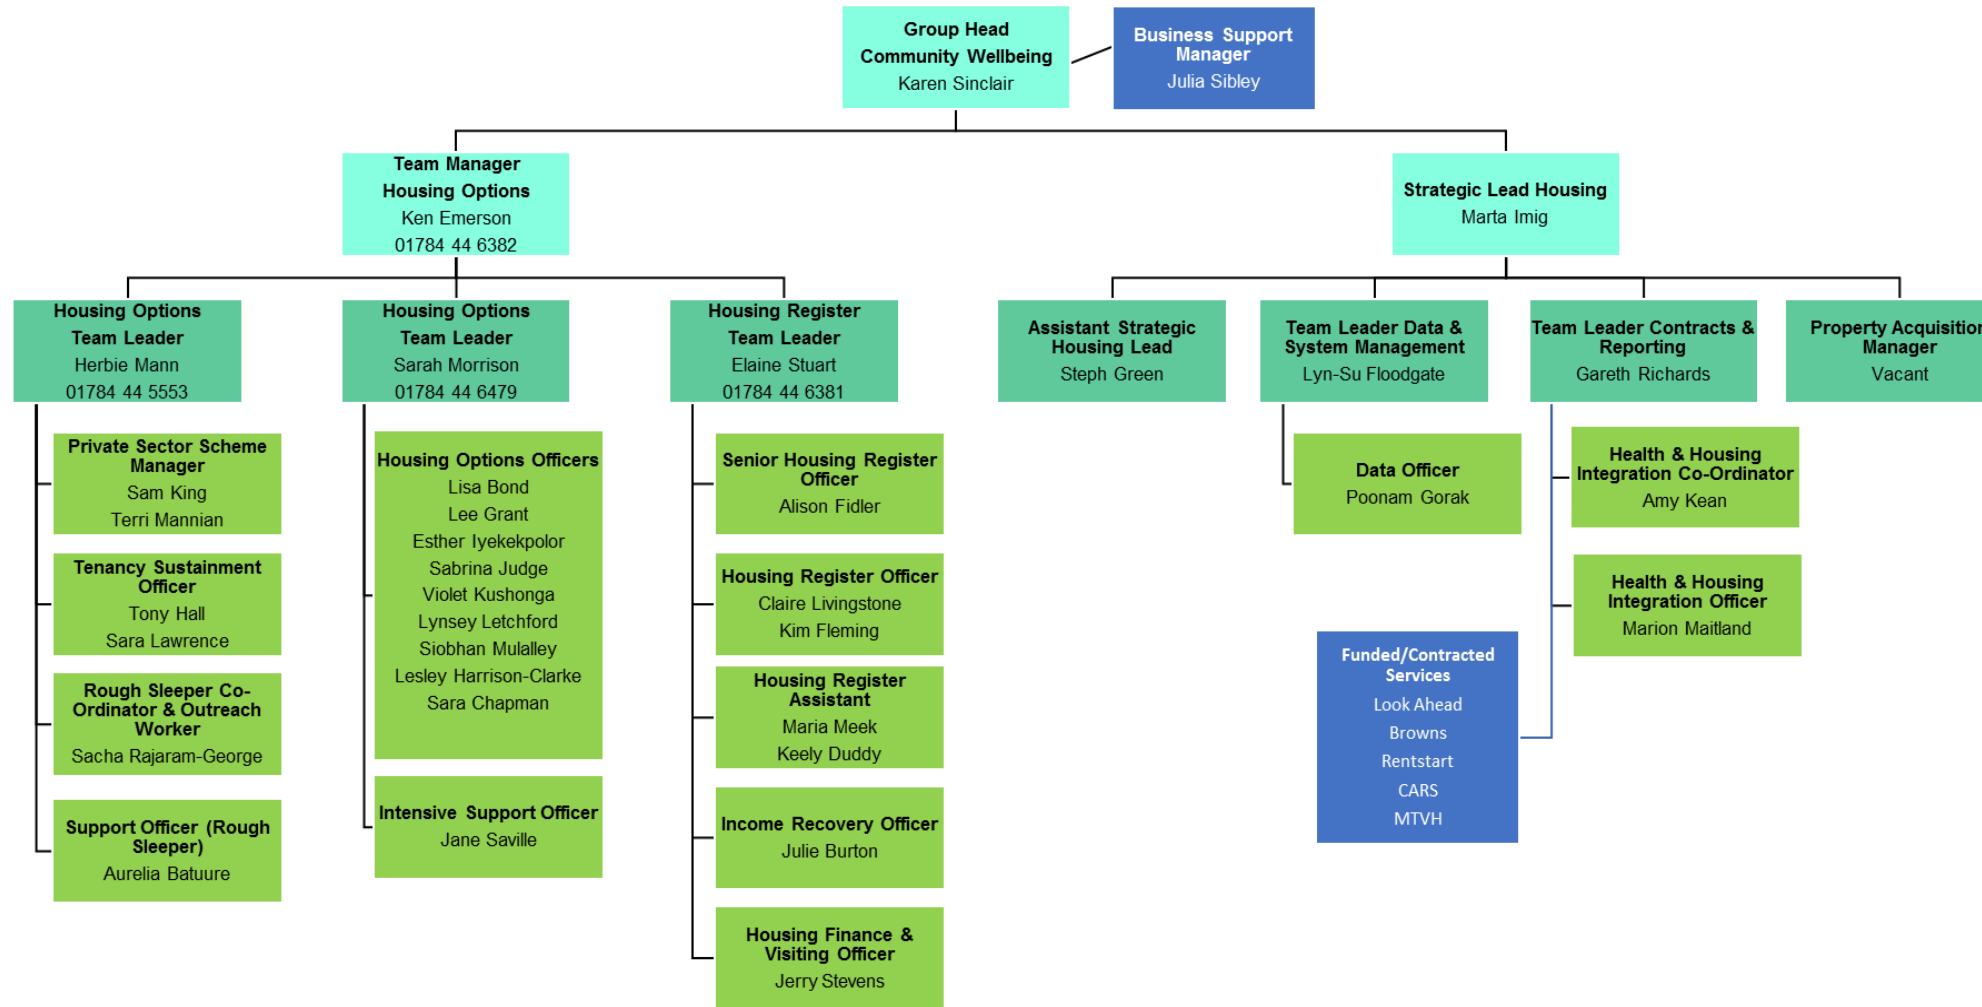 Group Head
Community Wellbeing
Karen Sinclair
Business Support
Manager
Julia Sibley
Team Manager
Housing Options
Ken Emerson
01784 44 6382
Strategic Lead Housing
Marta Imig
Housing Options
Team Leader
Herbie Mann
01784 44 5553
Housing Options
Team Leader
Sarah Morrison
01784 44 6479
Housing Register
Team Leader
Elaine Stuart
01784 44 6381
Assistant Strategic
Housing Lead
Steph Green
Team Leader Data &
System Management
Lyn-Su Floodgate
Team Leader Contracts &
Reporting
Gareth Richards
Property Acquisition
Manager
Vacant
Private Sector Scheme
Manager
Sam King
Terri Mannian
Tenancy Sustainment
Officer
Tony Hall
Sara Lawrence
Rough Sleeper Co-
Ordinator & Outreach
Worker
Sacha Rajaram-George
Support Officer (Rough
Sleeper)
Aurelia Batuure
Housing Options Officers
Lisa Bond
Lee Grant
Esther Iyekekpolor
Sabrina Judge
Violet Kushonga
Lynsey Letchford
Siobhan Mulalley
Lesley Harrison-Clarke
Sara Chapman
Intensive Support Officer
Jane Saville
Senior Housing Register
Officer
Alison Fidler
Housing Register Officer
Claire Livingstone
Kim Fleming
Housing Register
Assistant
Maria Meek
Keely Duddy
Income Recovery Officer
Julie Burton
Housing Finance &
Visiting Officer
Jerry Stevens
Data Officer
Poonam Gorak
Health & Housing
Integration Co-Ordinator
Amy Kean
Health & Housing
Integration Officer
Marion Maitland
Funded/Contracted
Services
Look Ahead
Browns
Rentstart
CARS
MTVH